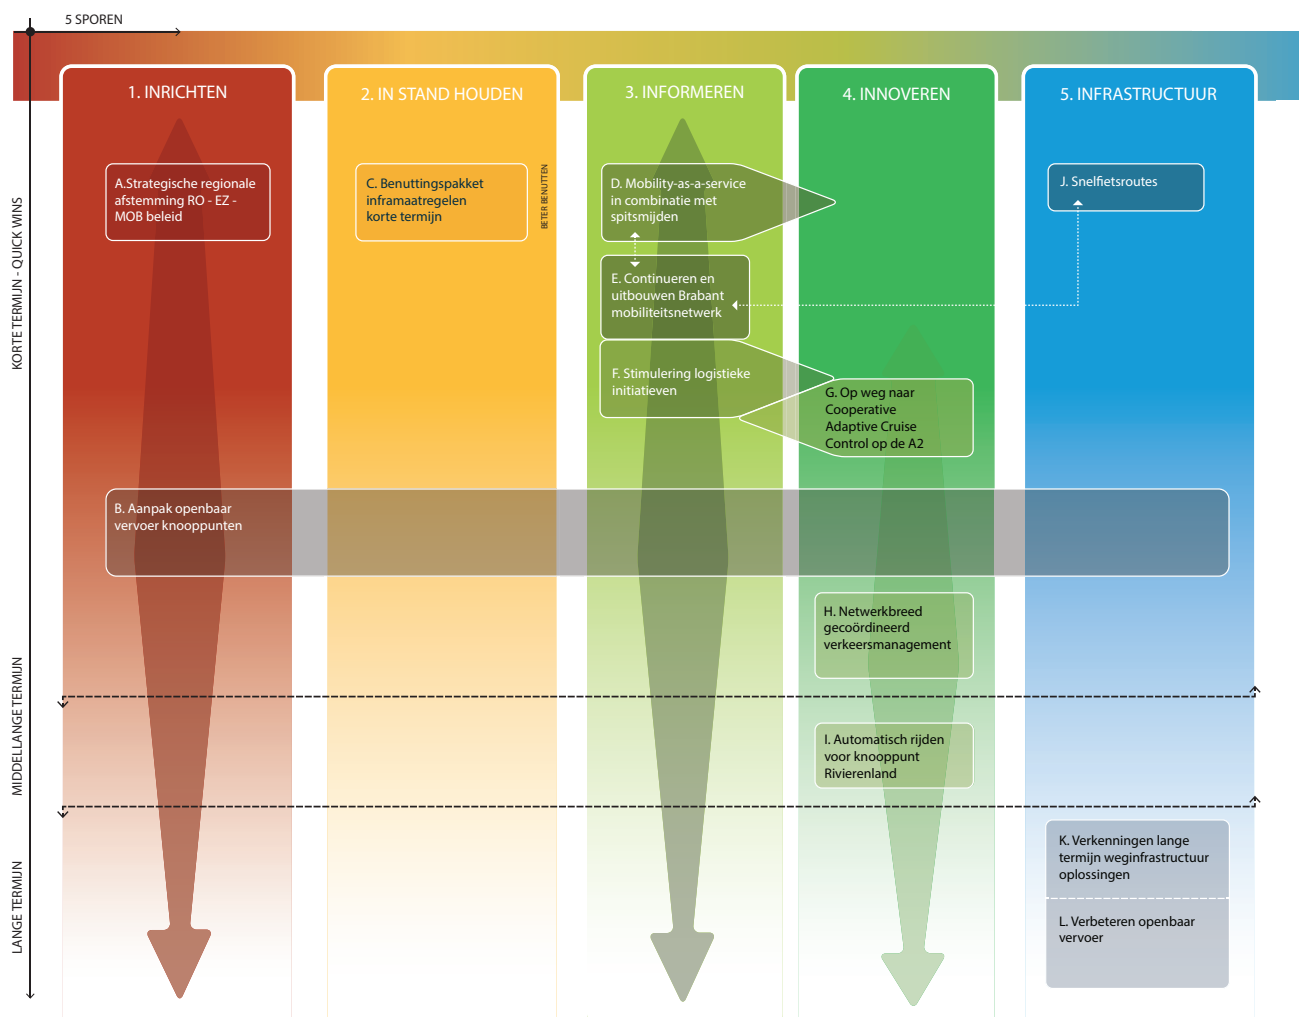 5 SPOREN
1. INRICHTEN
2. IN STAND HOUDEN
3. INFORMEREN
4. INNOVEREN
5. INFRASTRUCTUUR
KORTE TERMIJN - QUICK WINS
MIDDELLANGE TERMIJN
LANGE TERMIJN
A.Strategische regionale
afstemming RO - EZ -
MOB beleid
C. Benuttingspakket
inframaatregelen
korte termijn
BETER BENUTTEN
D. Mobility-as-a-service
in combinatie met
spitsmijden
J. Snelfietsroutes
E. Continueren en
uitbouwen Brabant
mobiliteitsnetwerk
F. Stimulering logistieke
initiatieven
G. Op weg naar
Cooperative
Adaptive Cruise
Control op de A2
B. Aanpak openbaar
vervoer knooppunten
H. Netwerkbreed
gecoördineerd
verkeersmanagement
I. Automatisch rijden
voor knooppunt
Rivierenland
K. Verkenningen lange
termijn weginfrastructuur
oplossingen
L. Verbeteren openbaar
vervoer